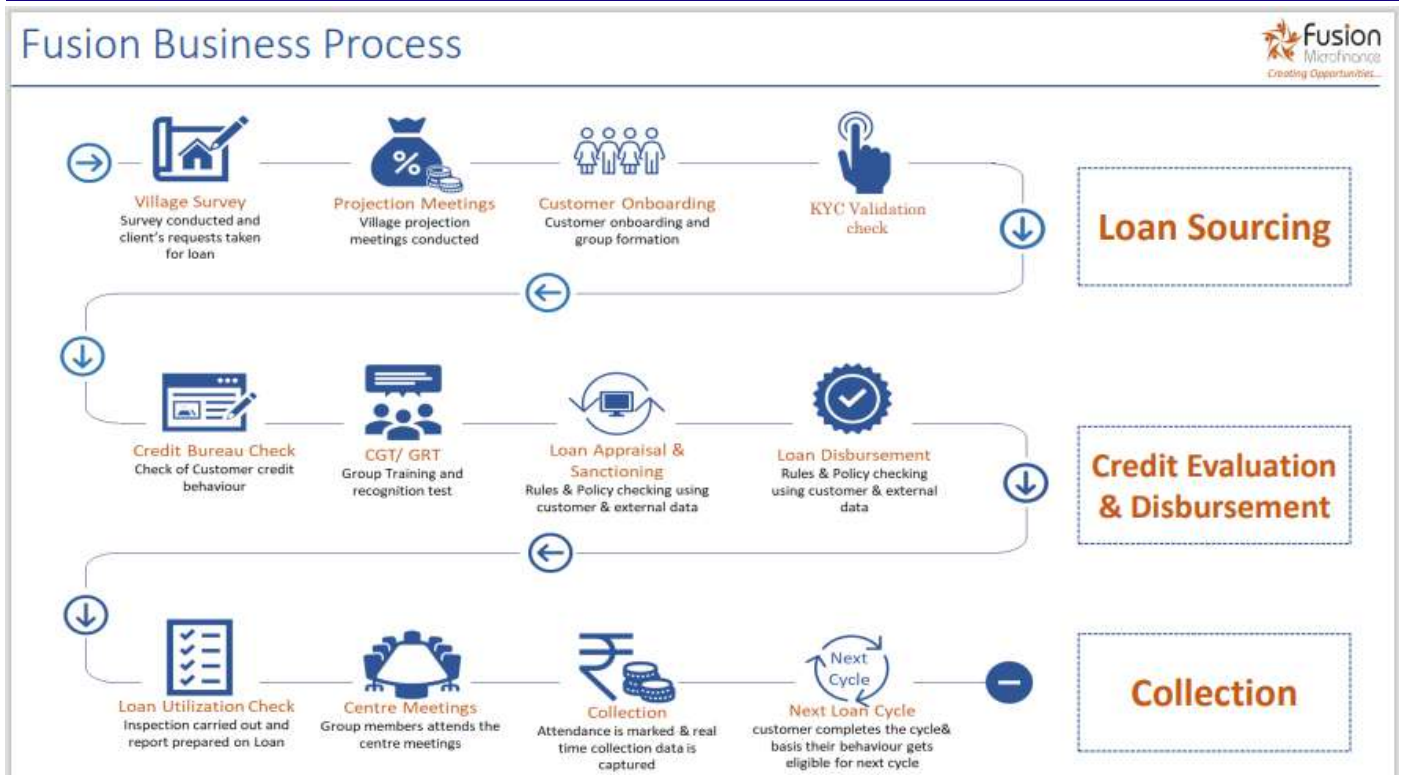 Fusion Business Process
Fusion
Microfinance
Creating Opportunities...
Village Survey
Survey conducted and
client's requests taken
for loan
%
Projection Meetings
Village projection
meetings conducted
Customer Onboarding
Customer onboarding and
group formation
KYC Validation
check
Loan Sourcing
Credit Bureau Check
Check of Customer credit
behaviour
CGT/ GRT
Group Training and
recognition test
Loan Appraisal &
Sanctioning
Rules & Policy checking using
customer & external data
Loan Disbursement
Rules & Policy checking
using customer & external
data
Credit Evaluation
& Disbursement
Loan Utilization Check
Inspection carried out and
report prepared on Loan
Centre Meetings
Group members attends the
centre meetings
₹
Collection
Attendance is marked & real
time collection data is
captured
Next
Cycle
Next Loan Cycle
customer completes the cycle&
basis their behaviour gets
eligible for next cycle
Collection